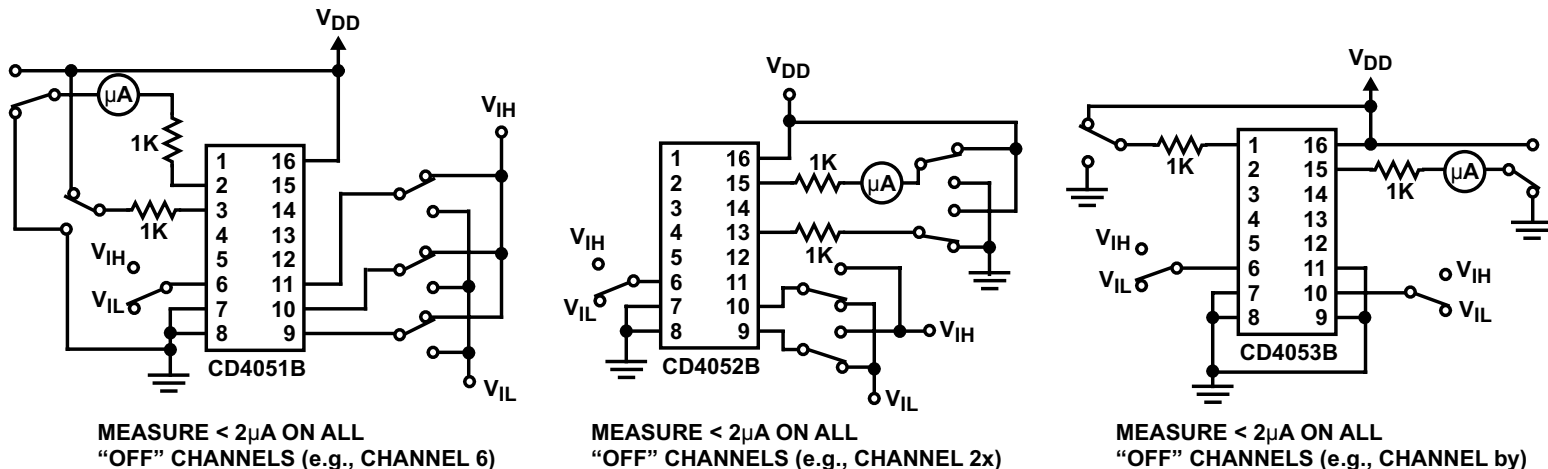 VDD
µA
1K
1K
VIH
1 16
2 15
3 14
4 13
5 12
6 11
7 10
8 9
VIH
VIL
CD4051B
VIL
MEASURE < 2µA ON ALL
“OFF” CHANNELS (e.g., CHANNEL 6)
VDD
1K
µA
1K
1 16
2 15
3 14
4 13
5 12
6 11
7 10
8 9
VIH
VIL
VIH
CD4052B
VIL
MEASURE < 2µA ON ALL
“OFF” CHANNELS (e.g., CHANNEL 2x)
VDD
1K
1K
µA
1 16
2 15
3 14
4 13
5 12
6 11
7 10
8 9
VIH
VIL
VIH
VIL
CD4053B
MEASURE < 2µA ON ALL
“OFF” CHANNELS (e.g., CHANNEL by)